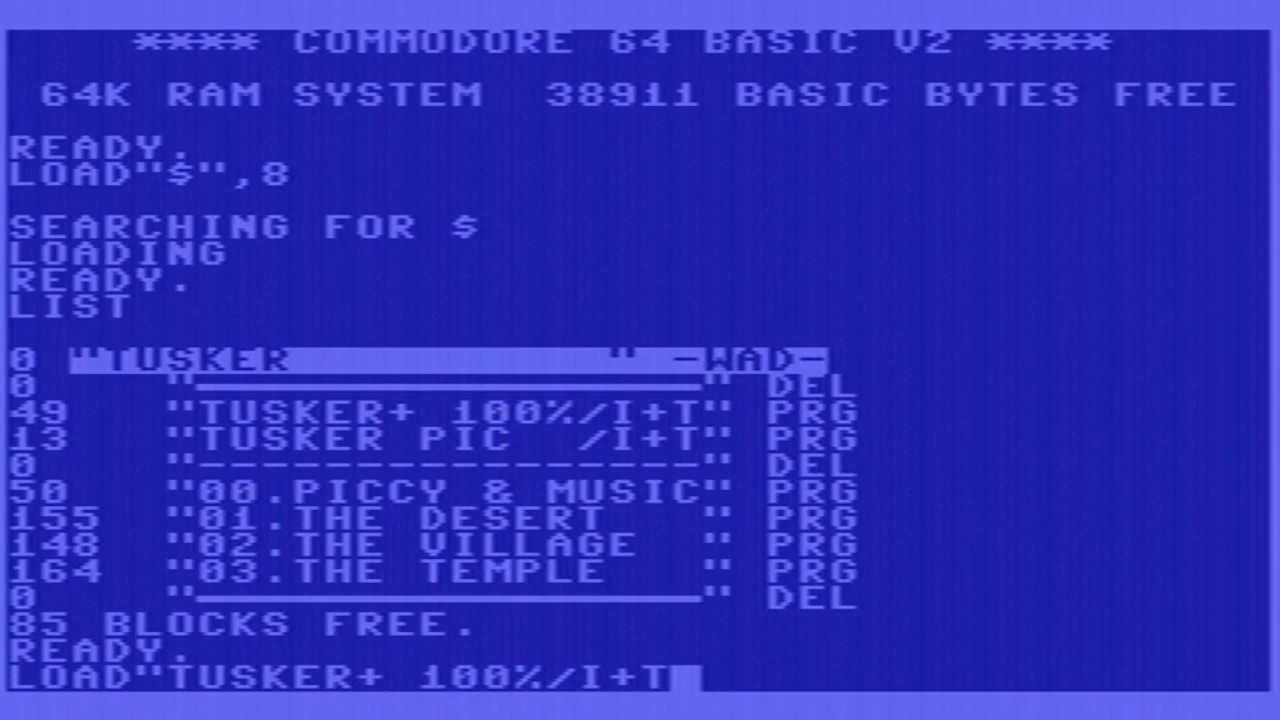 **** COMMODORE 64 BASIC V2 ****
64K RAM SYSTEM  38911 BASIC BYTES FREE
READY.
LOAD"$",8
SEARCHING FOR $
LOADING
READY.
LIST
0 "TUSKER          " -WAD-
0 "————————————————" DEL
49 "TUSKER+ 100%/I+T" PRG
13 "TUSKER PIC  /I+T" PRG
0 "----------------" DEL
50 "00.PICCY & MUSIC" PRG
155 "01.THE DESERT   " PRG
148 "02.THE VILLAGE  " PRG
164 "03.THE TEMPLE   " PRG
0 "————————————————" DEL
85 BLOCKS FREE.
READY.
LOAD"TUSKER+ 100%/I+T